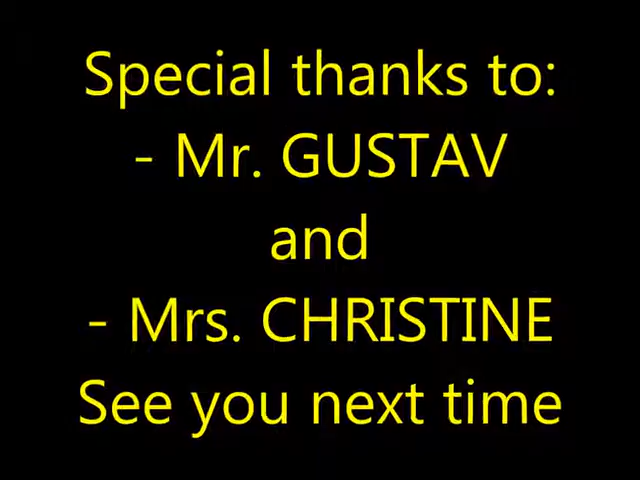 Special thanks to:
- Mr. GUSTAV
and
- Mrs. CHRISTINE
See you next time